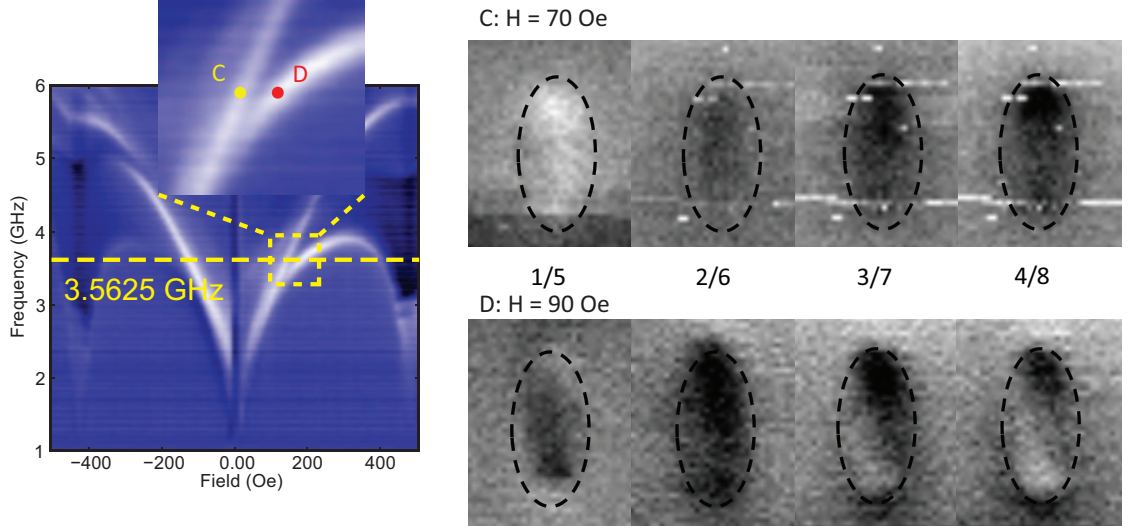 C: H = 70 Oe
C
D
6
5
4
3
2
1
Frequency (GHz)
3.5625 GHz
−400
−200
0.00
200
400
Field (Oe)
1/5
2/6
3/7
4/8
D: H = 90 Oe